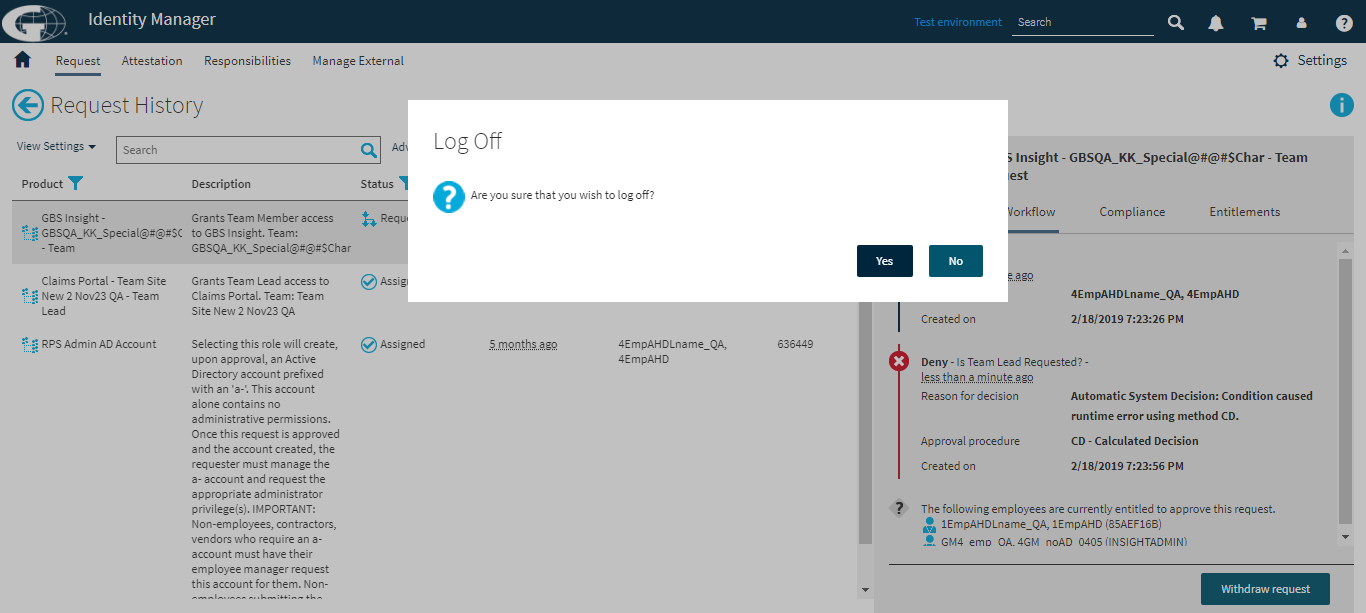 Identity Manager
Test environment
Search
Request
Attestation
Responsibilities
Manage External
Settings
Request History
View Settings
Search
Log Off
Are you sure that you wish to log off?
Yes
No
Product
Description
Status
GBS Insight -
GBSQA_KK_Special@#@#$C
- Team
Grants Team Member access
to GBS Insight. Team:
GBSQA_KK_Special@#@#$Char
Claims Portal - Team Site
New 2 Nov23 QA - Team
Lead
Grants Team Lead access to
Claims Portal. Team: Team
Site New 2 Nov23 QA
RPS Admin AD Account
Selecting this role will create,
upon approval, an Active
Directory account prefixed
with an 'a-'. This account
alone contains no
administrative permissions.
Once this request is approved
and the account created, the
requester must manage the
a- account and request the
appropriate administrator
privilege(s). IMPORTANT:
Non-employees, contractors,
vendors who require an a-
account must have their
employee manager request
this account for them. Non-
employees submitting the
Assigned
5 months ago
4EmpAHDLname_QA,
4EmpAHD
636449
S Insight - GBSQA_KK_Special@#@#$Char - Team
est
Workflow
Compliance
Entitlements
ago
4EmpAHDLname_QA, 4EmpAHD
Created on
2/18/2019 7:23:26 PM
Deny - Is Team Lead Requested? -
less than a minute ago
Reason for decision
Automatic System Decision: Condition caused
runtime error using method CD.
Approval procedure
CD - Calculated Decision
Created on
2/18/2019 7:23:56 PM
The following employees are currently entitled to approve this request.
1EmpAHDLname_QA, 1EmpAHD (85AEF16B)
GM4_emp_QA, 4GM_noAD_0405 (INSIGHTADMIN)
Withdraw request